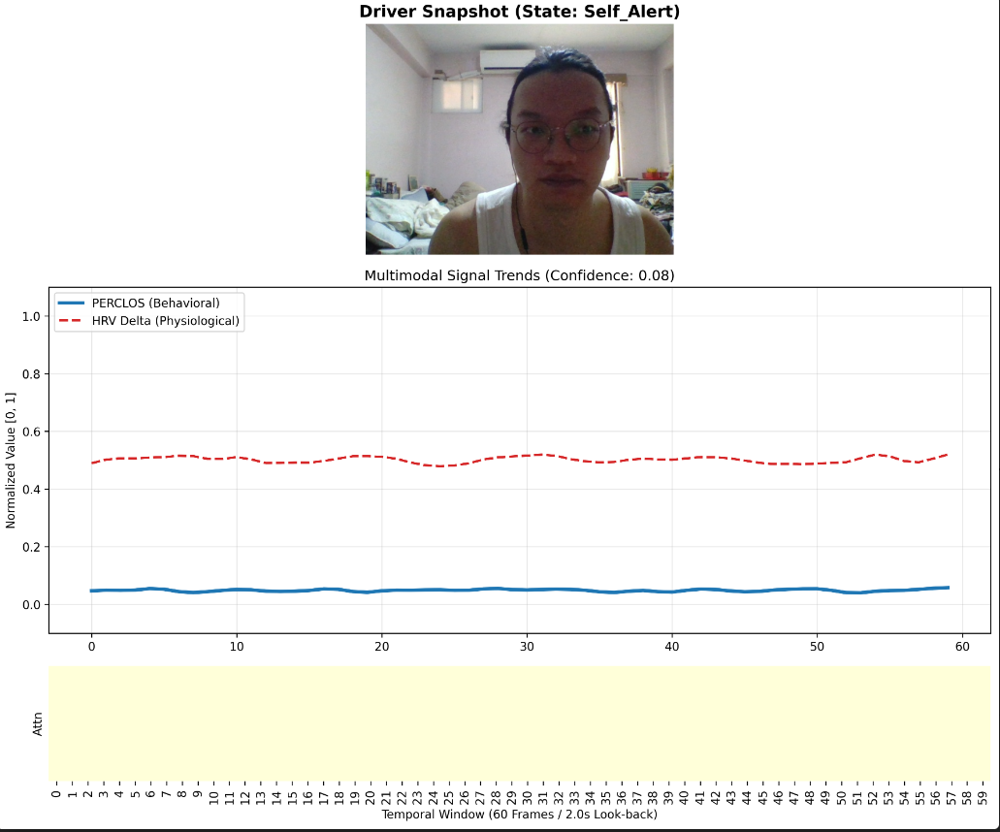 Driver Snapshot (State: Self_Alert)
Multimodal Signal Trends (Confidence: 0.08)
PERCLOS (Behavioral)
HRV Delta (Physiological)
Normalized Value [0, 1]
1.0
0.8
0.6
0.4
0.2
0.0
0 10 20 30 40 50 60
Attn
0 1 2 3 4 5 6 7 8 9 10 11 12 13 14 15 16 17 18 19 20 21 22 23 24 25 26 27 28 29 30 31 32 33 34 35 36 37 38 39 40 41 42 43 44 45 46 47 48 49 50 51 52 53 54 55 56 57 58 59
Temporal Window (60 Frames / 2.0s Look-back)